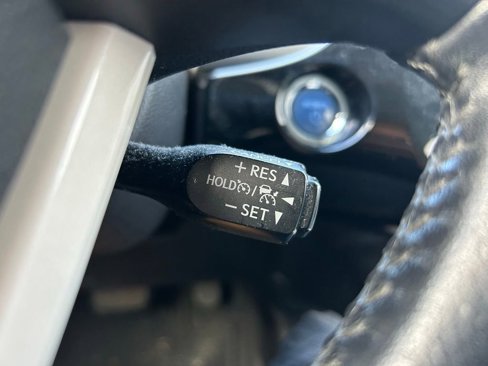 + RES ▲
HOLD / ◀
− SET ▼